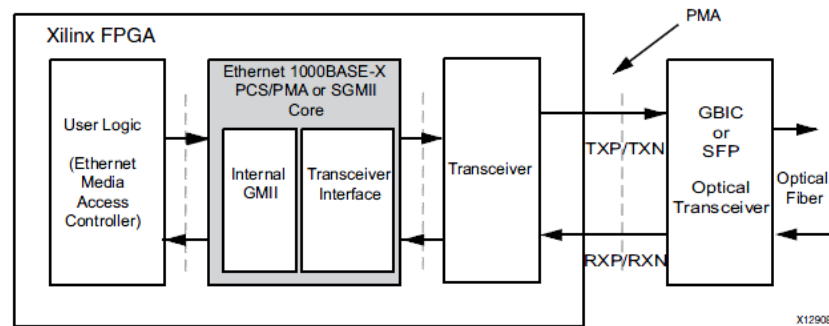 Xilinx FPGA
PMA
User Logic
(Ethernet
Media
Access
Controller)
Ethernet 1000BASE-X
PCS/PMA or SGMII
Core
Internal
GMII
Transceiver
Interface
Transceiver
TXP/TXN
RXP/RXN
GBIC
or
SFP
Optical
Transceiver
Optical
Fiber
X12908